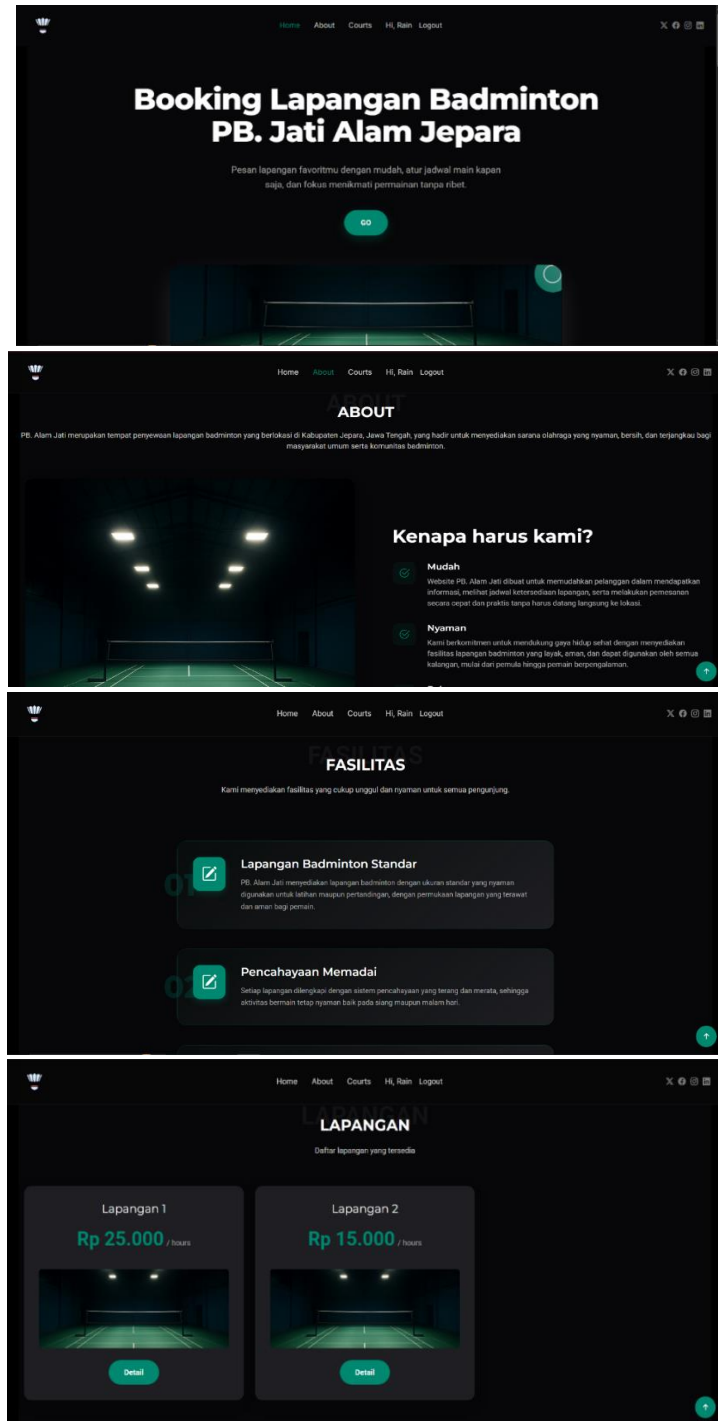 Home About Courts Hi, Rain Logout
Booking Lapangan Badminton
PB. Jati Alam Jepara
Pesan lapangan favoritmu dengan mudah, atur jadwal main kapan
saja, dan fokus menikmati permainan tanpa ribet.
GO
Home About Courts Hi, Rain Logout
ABOUT
ABOUT
PB. Alam Jati merupakan tempat penyewaan lapangan badminton yang berlokasi di Kabupaten Jepara, Jawa Tengah, yang hadir untuk menyediakan sarana olahraga yang nyaman, bersih, dan terjangkau bagi
masyarakat umum serta komunitas badminton.
Kenapa harus kami?
Mudah
Website PB. Alam Jati dibuat untuk memudahkan pelanggan dalam mendapatkan
informasi, melihat jadwal ketersediaan lapangan, serta melakukan pemesanan
secara cepat dan praktis tanpa harus datang langsung ke lokasi.
Nyaman
Kami berkomitmen untuk mendukung gaya hidup sehat dengan menyediakan
fasilitas lapangan badminton yang layak, aman, dan dapat digunakan oleh semua
kalangan, mulai dari pemula hingga pemain berpengalaman.
Home About Courts Hi, Rain Logout
FASILITAS
FASILITAS
Kami menyediakan fasilitas yang cukup unggul dan nyaman untuk semua pengunjung.
01
Lapangan Badminton Standar
PB. Alam Jati menyediakan lapangan badminton dengan ukuran standar yang nyaman
digunakan untuk latihan maupun pertandingan, dengan permukaan lapangan yang terawat
dan aman bagi pemain.
02
Pencahayaan Memadai
Setiap lapangan dilengkapi dengan sistem pencahayaan yang terang dan merata, sehingga
aktivitas bermain tetap nyaman baik pada siang maupun malam hari.
Home About Courts Hi, Rain Logout
LAPANGAN
LAPANGAN
Daftar lapangan yang tersedia
Lapangan 1
Rp 25.000 / hours
Detail
Lapangan 2
Rp 15.000 / hours
Detail